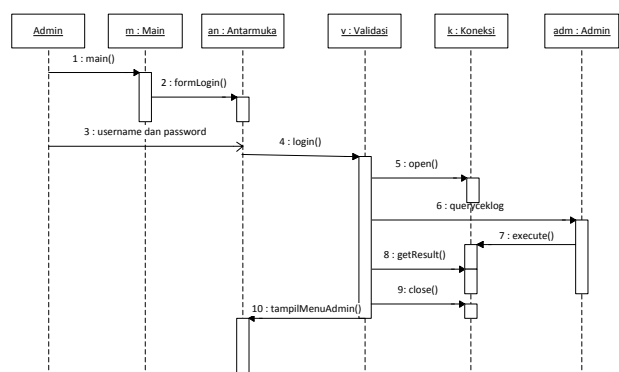 Admin
m : Main
an : Antarmuka
v : Validasi
k : Koneksi
adm : Admin
1 : main()
2 : formLogin()
3 : username dan password
4 : login()
5 : open()
6 : queryceklog
7 : execute()
8 : getResult()
9: close()
10 : tampilMenuAdmin()